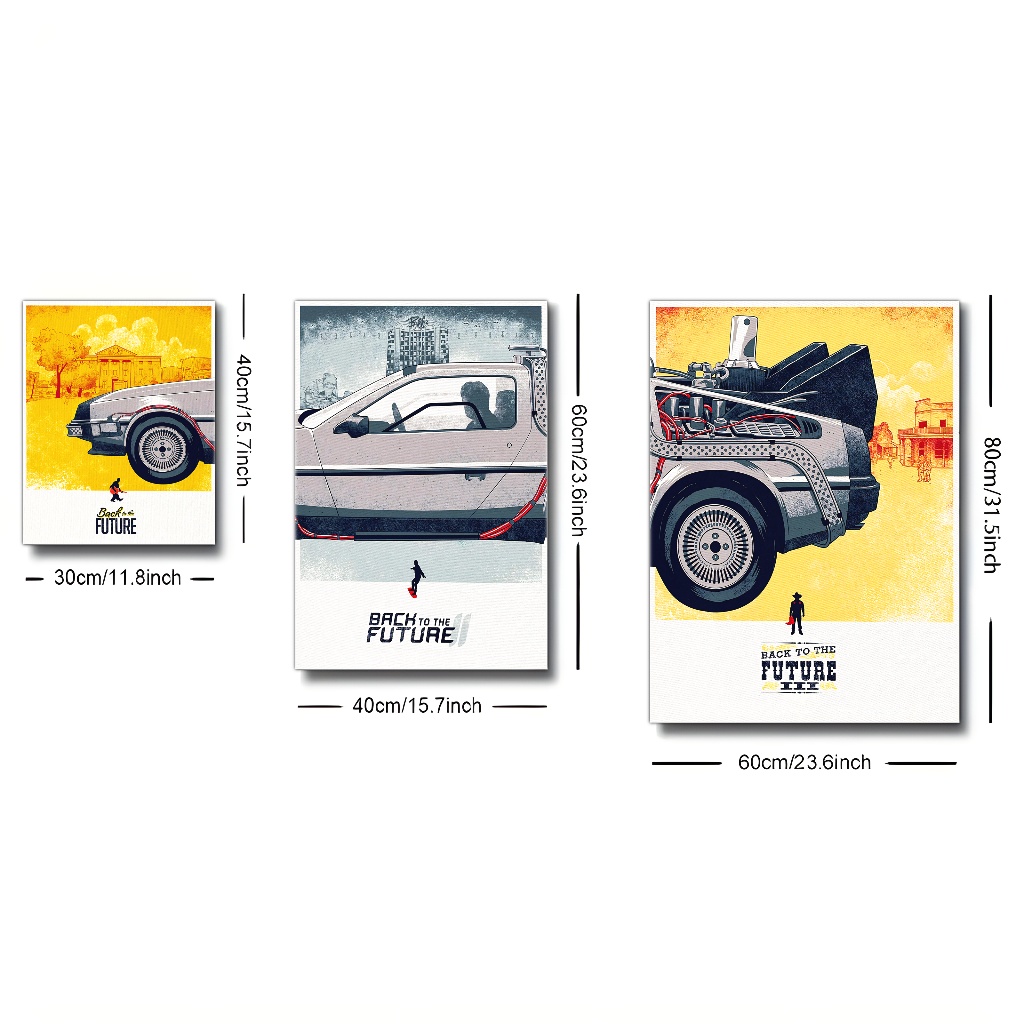 Back to the
FUTURE
40cm/15.7inch
30cm/11.8inch
BACK TO THE
FUTURE II
60cm/23.6inch
40cm/15.7inch
BACK TO THE
FUTURE
III
80cm/31.5inch
60cm/23.6inch